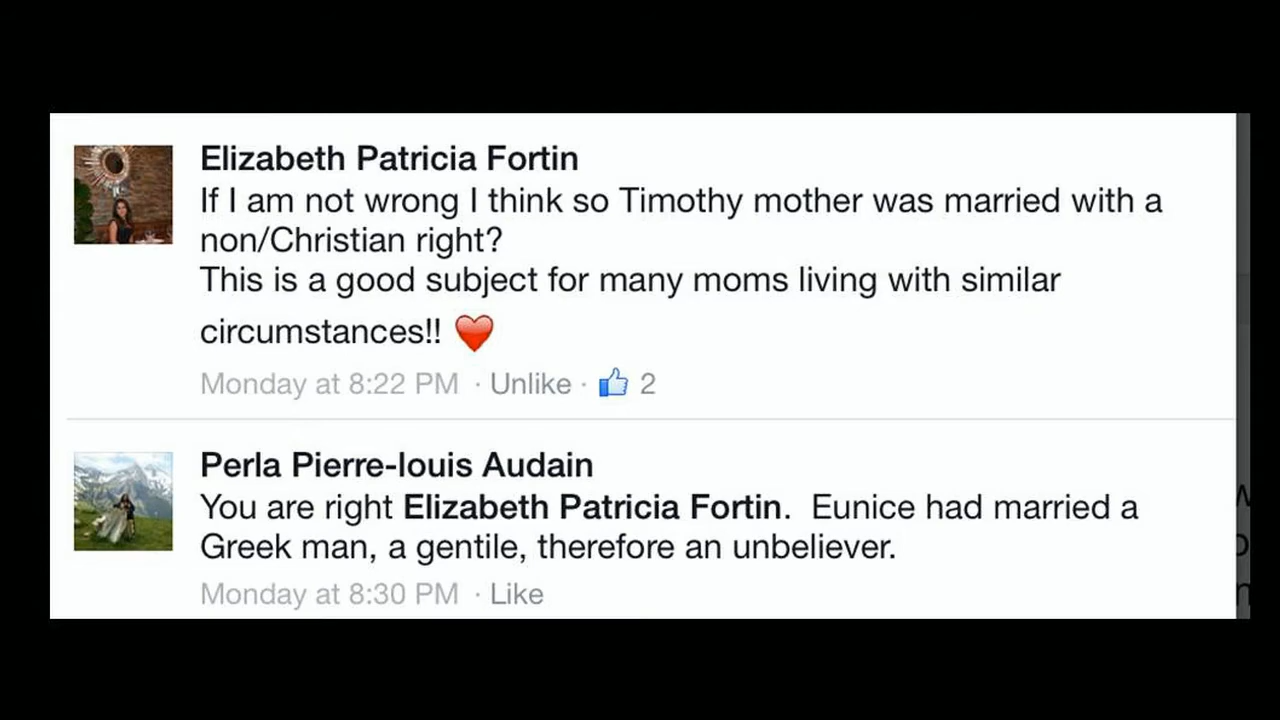 Elizabeth Patricia Fortin
If I am not wrong I think so Timothy mother was married with a
non/Christian right?
This is a good subject for many moms living with similar
circumstances!! ❤️
Monday at 8:22 PM · Unlike · 👍 2
Perla Pierre-louis Audain
You are right Elizabeth Patricia Fortin.  Eunice had married a
Greek man, a gentile, therefore an unbeliever.
Monday at 8:30 PM · Like